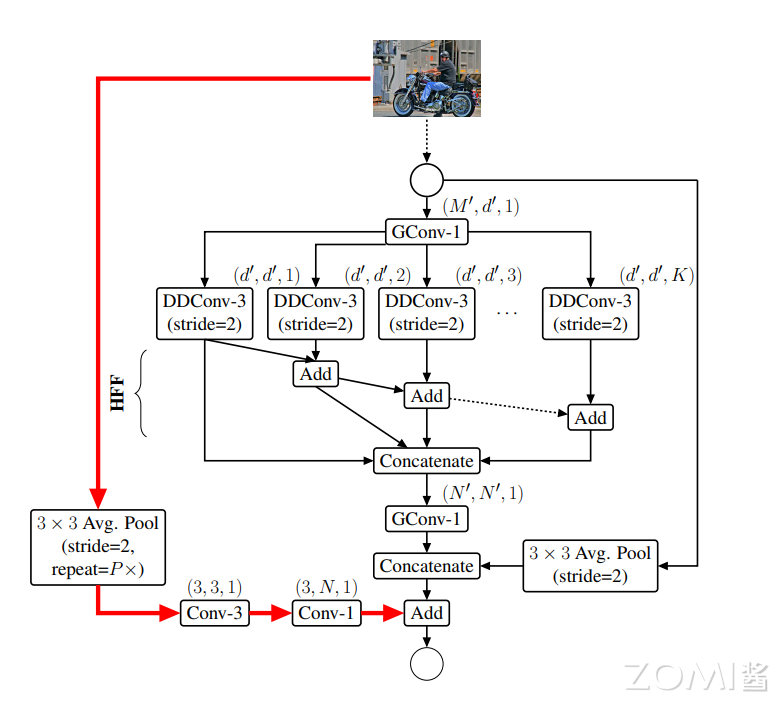 (M′, d′, 1)
GConv-1
(d′, d′, 1)
(d′, d′, 2)
(d′, d′, 3)
(d′, d′, K)
DDConv-3
(stride=2)
DDConv-3
(stride=2)
DDConv-3
(stride=2)
...
DDConv-3
(stride=2)
HFF
Add
Add
Add
Concatenate
(N′, N′, 1)
GConv-1
3 × 3 Avg. Pool
(stride=2,
repeat=P×)
Concatenate
3 × 3 Avg. Pool
(stride=2)
(3, 3, 1)
Conv-3
(3, N, 1)
Conv-1
Add
ZOMI酱